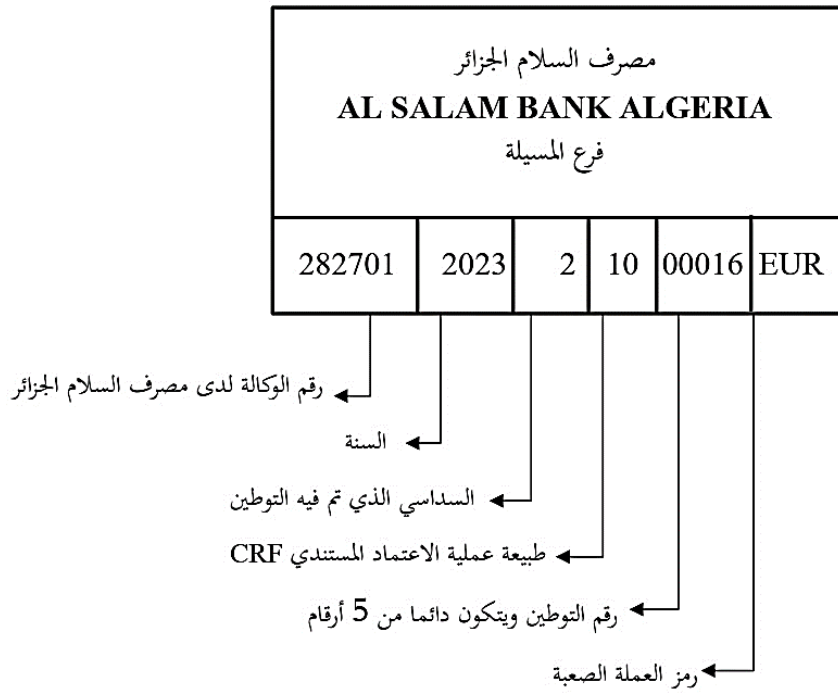 مصرف السلام الجزائر
AL SALAM BANK ALGERIA
فرع المسيلة
282701 2023 2 10 00016 EUR
رقم الوكالة لدى مصرف السلام الجزائر
السنة
السداسي الذي تم فيه التوطين
طبيعة عملية الاعتماد المستندي CRF
رقم التوطين ويتكون دائما من 5 أرقام
رمز العملة الصعبة